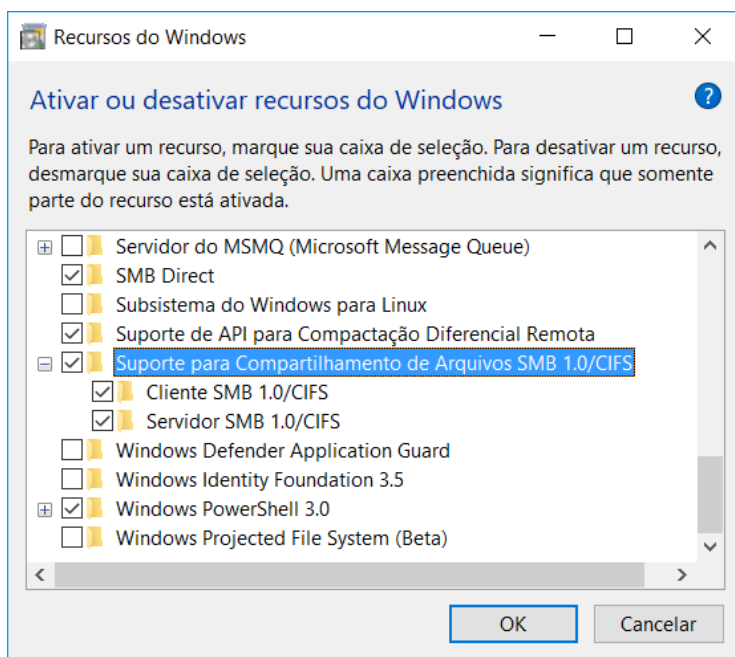 Recursos do Windows
Ativar ou desativar recursos do Windows
?
Para ativar um recurso, marque sua caixa de seleção. Para desativar um recurso,
desmarque sua caixa de seleção. Uma caixa preenchida significa que somente
parte do recurso está ativada.
Servidor do MSMQ (Microsoft Message Queue)
SMB Direct
Subsistema do Windows para Linux
Suporte de API para Compactação Diferencial Remota
Suporte para Compartilhamento de Arquivos SMB 1.0/CIFS
Cliente SMB 1.0/CIFS
Servidor SMB 1.0/CIFS
Windows Defender Application Guard
Windows Identity Foundation 3.5
Windows PowerShell 3.0
Windows Projected File System (Beta)
OK Cancelar